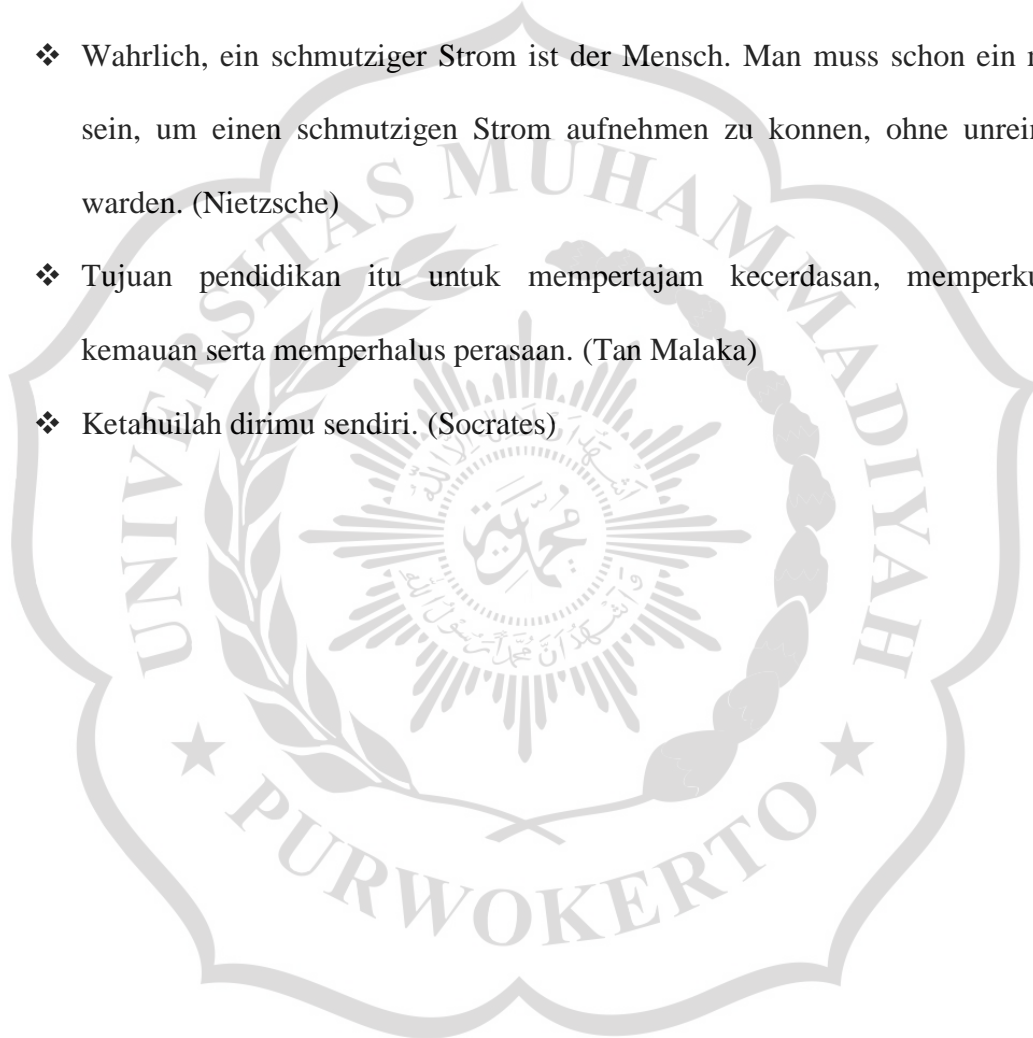 ❖ Wahrlich, ein schmutziger Strom ist der Mensch. Man muss schon ein
sein, um einen schmutzigen Strom aufnehmen zu konnen, ohne
warden. (Nietzsche)
❖ Tujuan pendidikan itu untuk mempertajam kecerdasan,
kemauan serta memperhalus perasaan. (Tan Malaka)
❖ Ketahuilah dirimu sendiri. (Socrates)
UNIVERSITAS MUHAMMADIYAH
PURWOKERTO